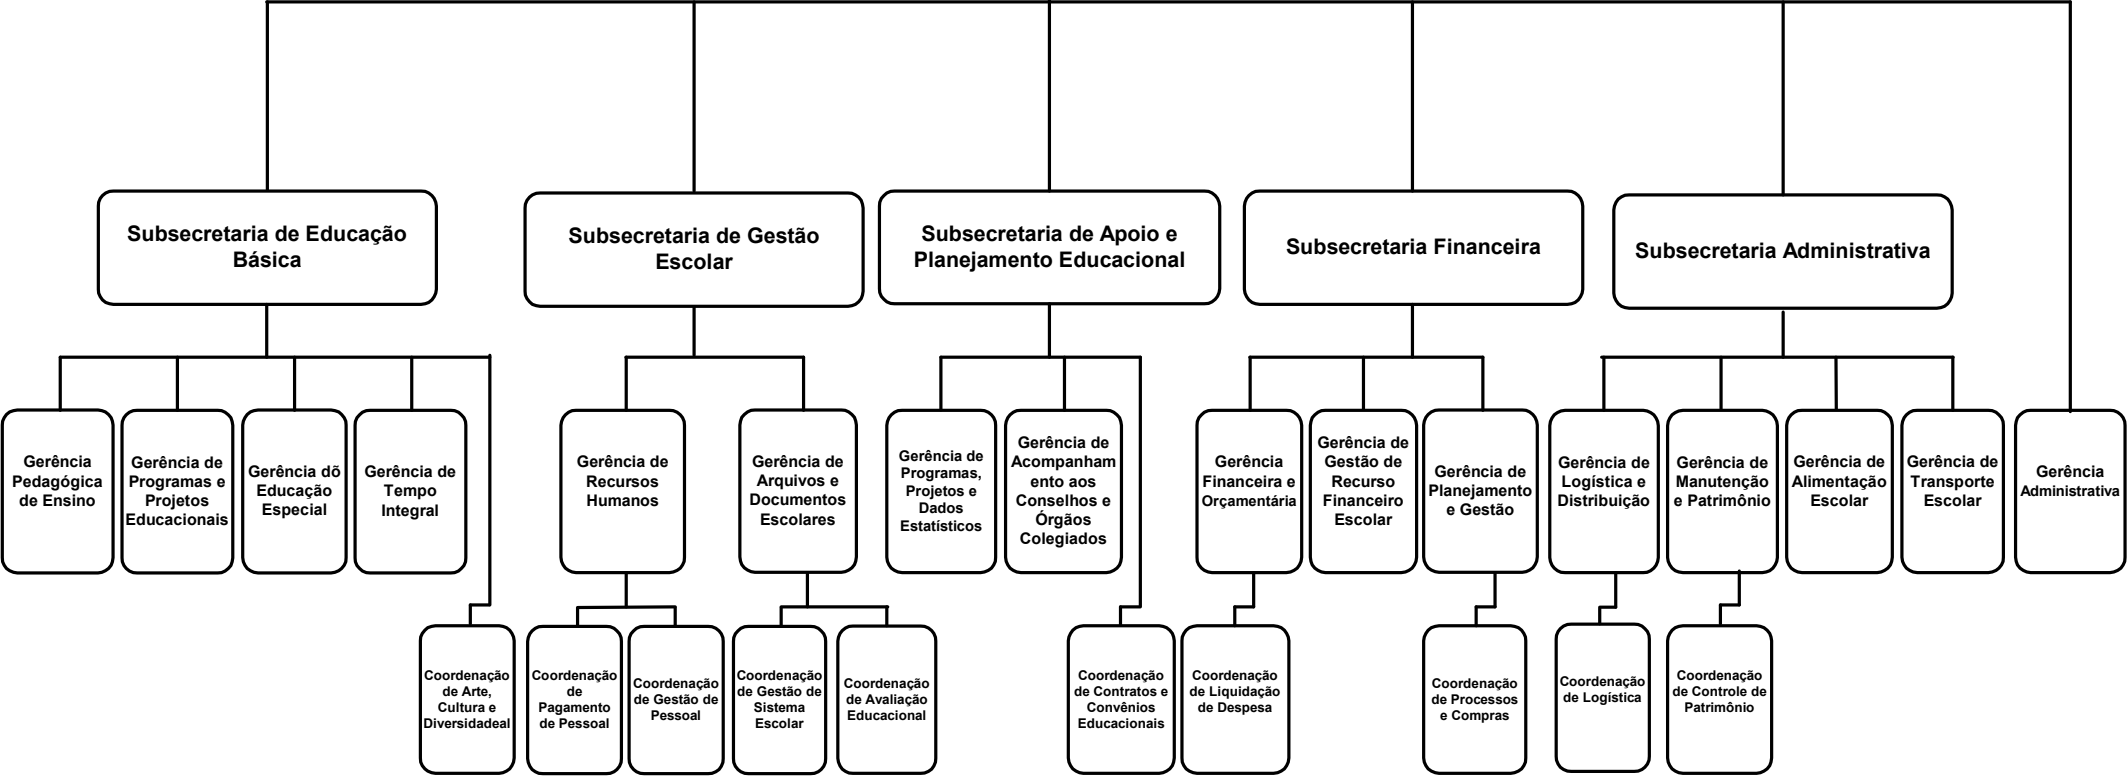 Subsecretaria de Educação
Básica
Subsecretaria de Gestão
Escolar
Subsecretaria de Apoio e
Planejamento Educacional
Subsecretaria Financeira
Subsecretaria Administrativa
Gerência
Pedagógica
de Ensino
Gerência de
Programas e
Projetos
Educacionais
Gerência dõ
Educação
Especial
Gerência de
Tempo
Integral
Gerência de
Recursos
Humanos
Gerência de
Arquivos e
Documentos
Escolares
Gerência de
Programas,
Projetos e
Dados
Estatísticos
Gerência de
Acompanham
ento aos
Conselhos e
Órgãos
Colegiados
Gerência
Financeira e
Orçamentária
Gerência de
Gestão de
Recurso
Financeiro
Escolar
Gerência de
Planejamento
e Gestão
Gerência de
Logística e
Distribuição
Gerência de
Manutenção
e Patrimônio
Gerência de
Alimentação
Escolar
Gerência de
Transporte
Escolar
Gerência
Administrativa
Coordenação
de Arte,
Cultura e
Diversidadeal
Coordenação
de
Pagamento
de Pessoal
Coordenação
de Gestão de
Pessoal
Coordenação
de Gestão de
Sistema
Escolar
Coordenação
de Avaliação
Educacional
Coordenação
de Contratos e
Convênios
Educacionais
Coordenação
de Liquidação
de Despesa
Coordenação
de Processos
e Compras
Coordenação
de Logística
Coordenação
de Controle de
Patrimônio